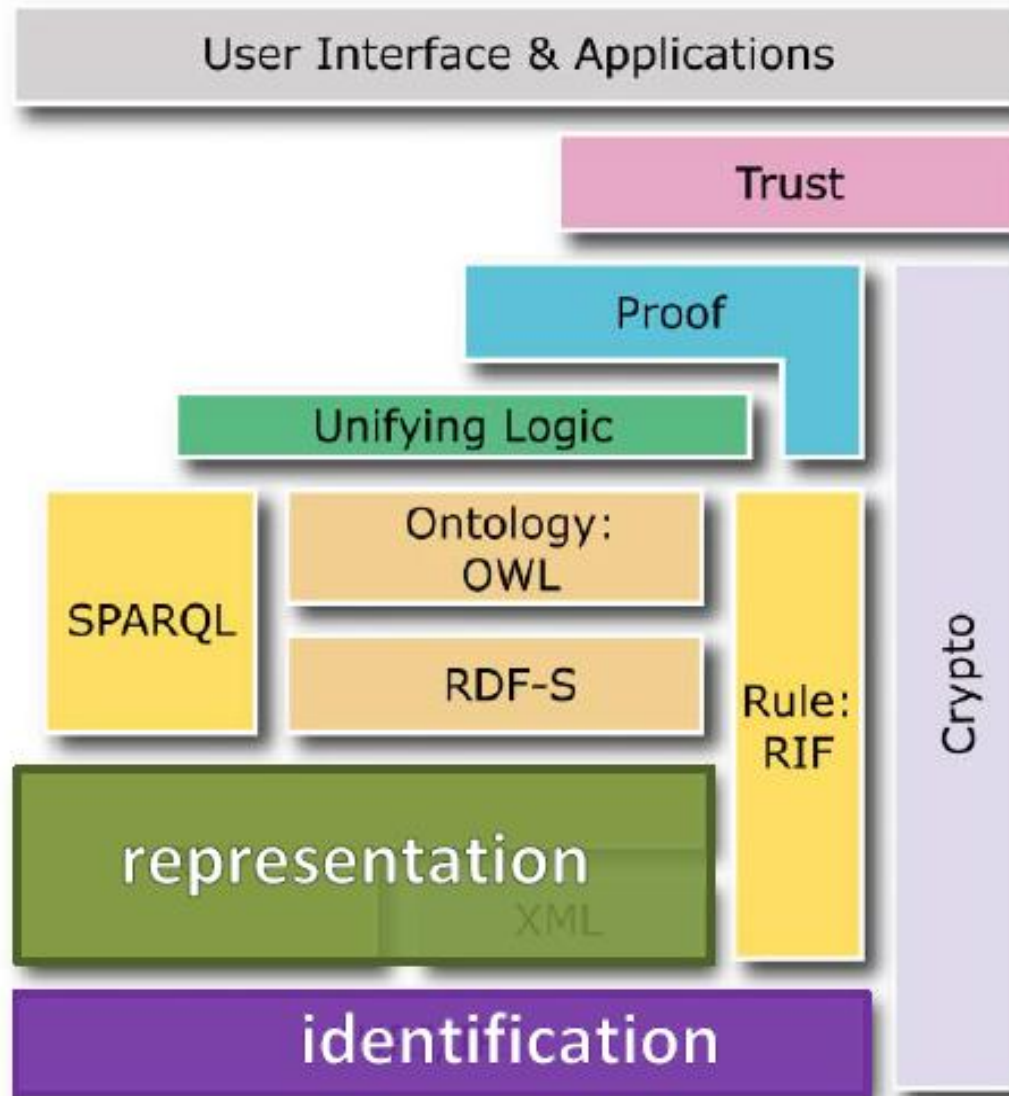 User Interface & Applications
Trust
Proof
Unifying Logic
Ontology:
OWL
SPARQL
RDF-S
Rule:
RIF
Crypto
representation
XML
identification